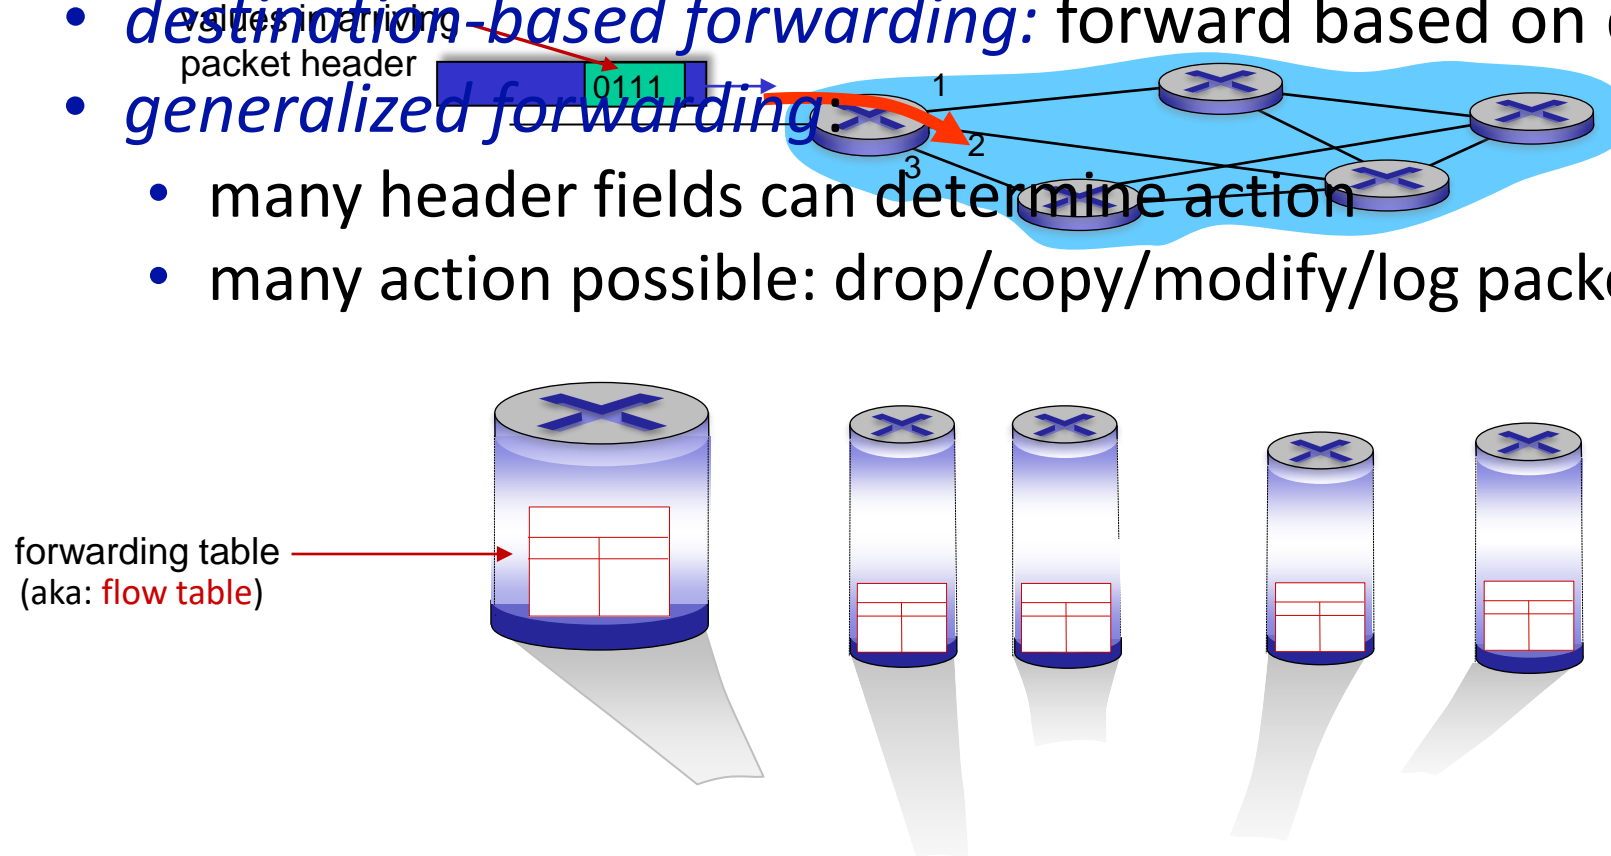 • destination-based forwarding: forward based on
values in arriving
packet header
0111
• generalized forwarding:
1
2
3
• many header fields can determine action
• many action possible: drop/copy/modify/log
forwarding table
(aka: flow table)